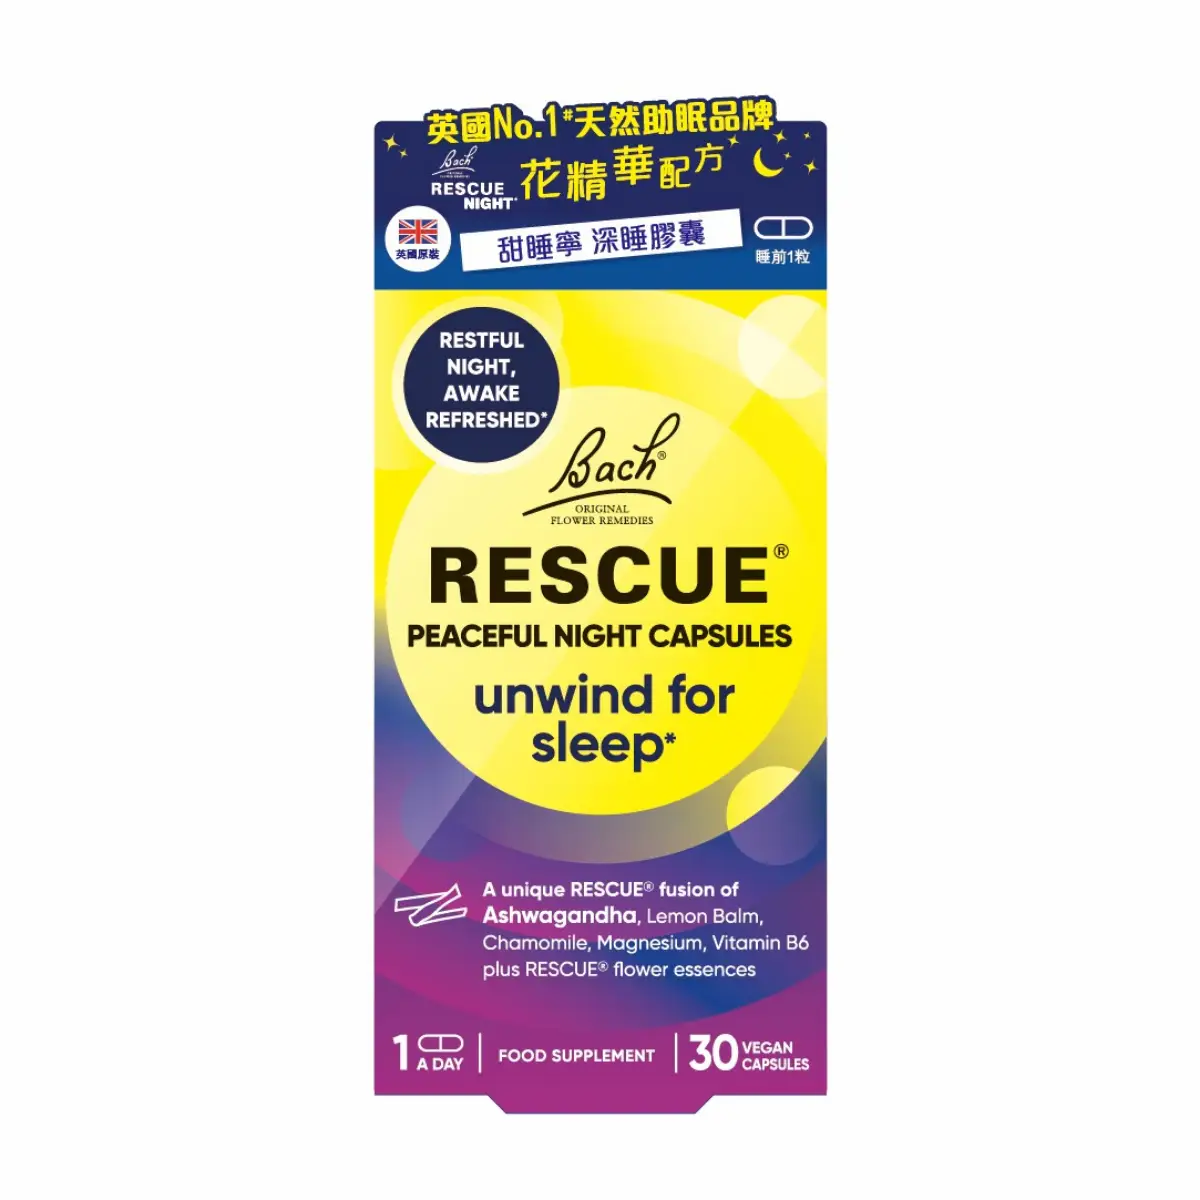 英國No.1#天然助眠品牌
Bach
RESCUE
NIGHT
花精華配方
英國原裝
甜睡寧 深睡膠囊
睡前1粒
RESTFUL
NIGHT,
AWAKE
REFRESHED*
Bach®
ORIGINAL
FLOWER REMEDIES
RESCUE®
PEACEFUL NIGHT CAPSULES
unwind for
sleep*
A unique RESCUE® fusion of
Ashwagandha, Lemon Balm,
Chamomile, Magnesium, Vitamin B6
plus RESCUE® flower essences
1 A DAY
FOOD SUPPLEMENT
30 VEGAN
CAPSULES